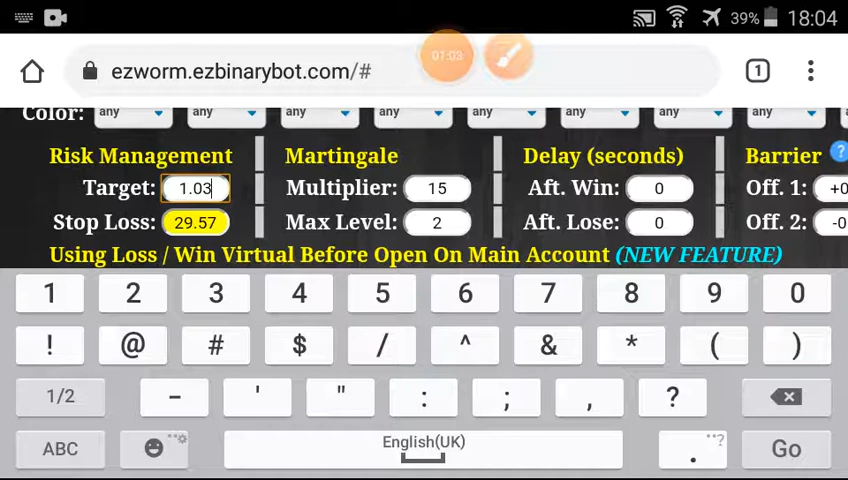 39% 18:04
ezworm.ezbinarybot.com/# 1
01:03
Color: any any any any any any any any
Risk Management Martingale Delay (seconds) Barrier ?
Target: 1.03 Multiplier: 15 Aft. Win: 0 Off. 1: +0
Stop Loss: 29.57 Max Level: 2 Aft. Lose: 0 Off. 2: -0
Using Loss / Win Virtual Before Open On Main Account (NEW FEATURE)
1 2 3 4 5 6 7 8 9 0
! @ # $ / ^ & * ( )
1/2 - ' " : ; , ?
ABC English(UK) . ? Go